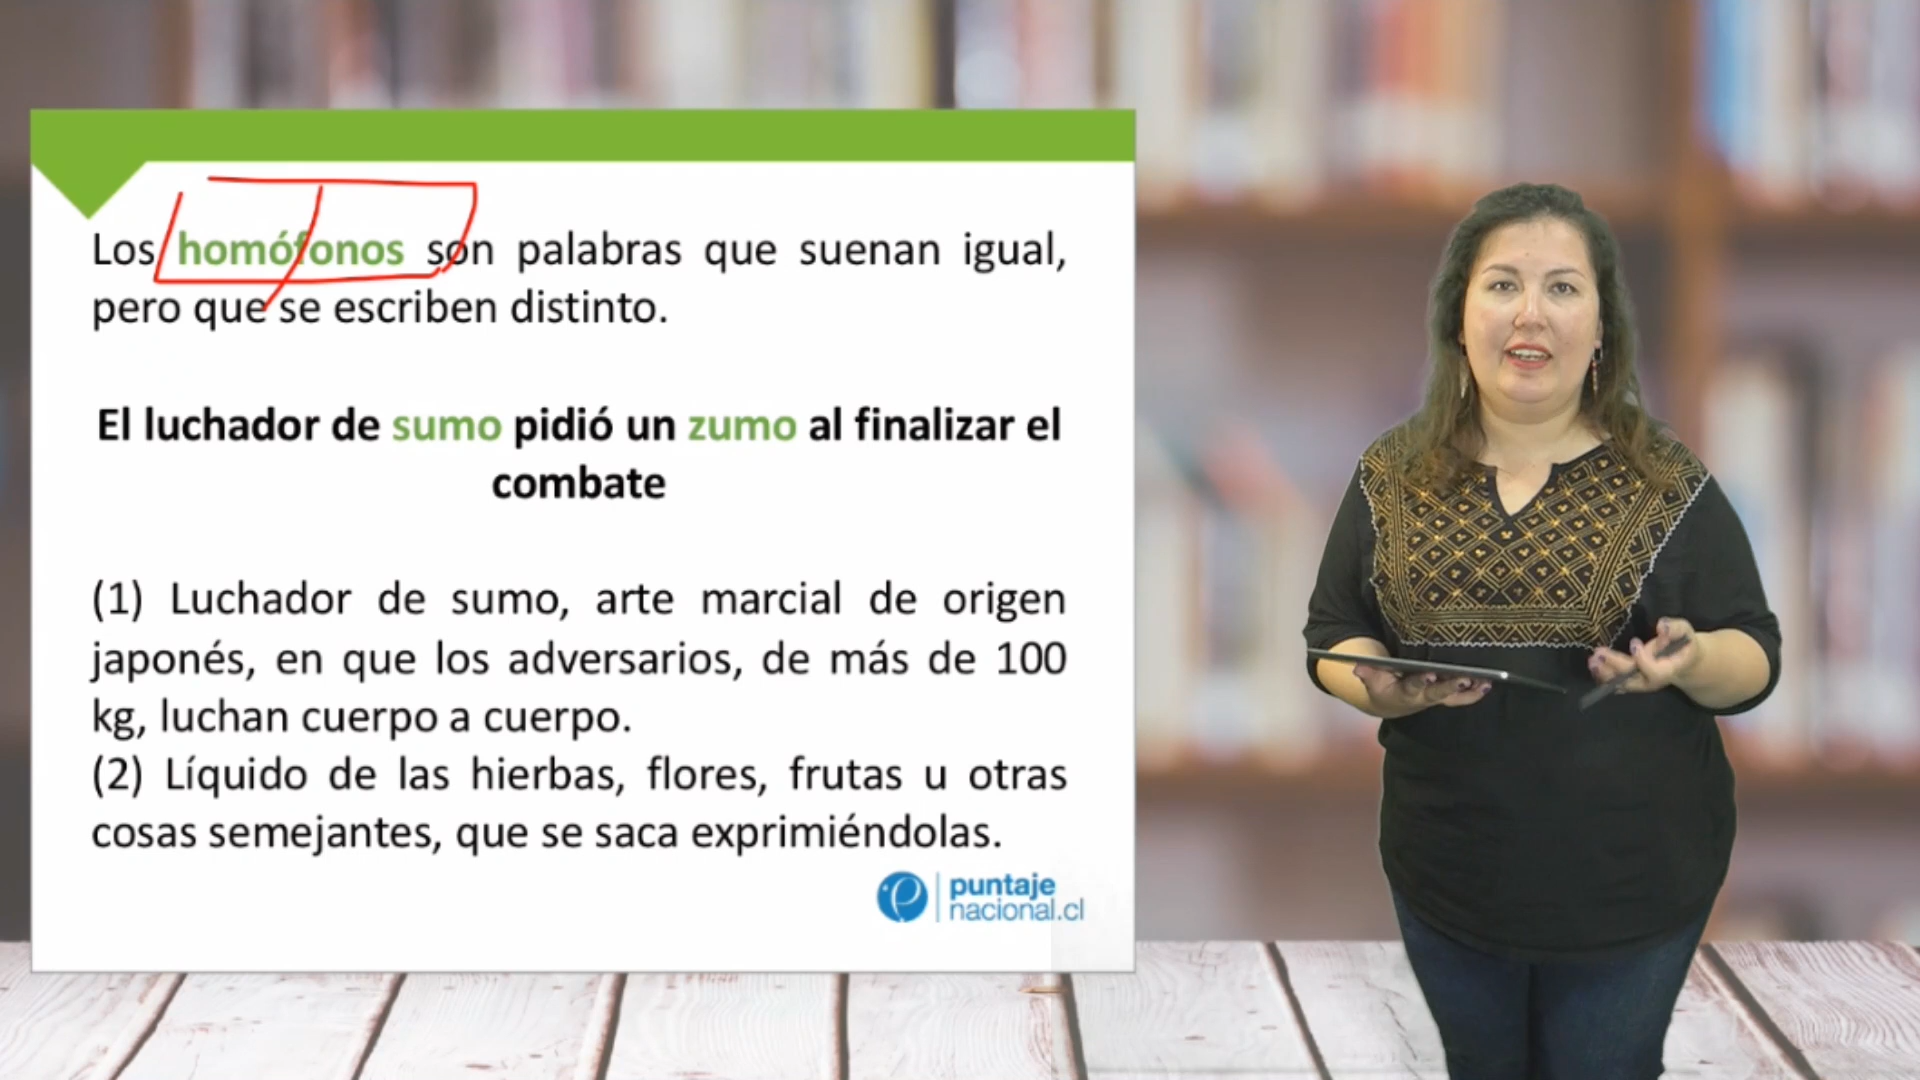 Los homófonos son palabras que suenan igual,
pero que se escriben distinto.
El luchador de sumo pidió un zumo al finalizar el
combate
(1) Luchador de sumo, arte marcial de origen
japonés, en que los adversarios, de más de 100
kg, luchan cuerpo a cuerpo.
(2) Líquido de las hierbas, flores, frutas u otras
cosas semejantes, que se saca exprimiéndolas.
puntaje
nacional.cl